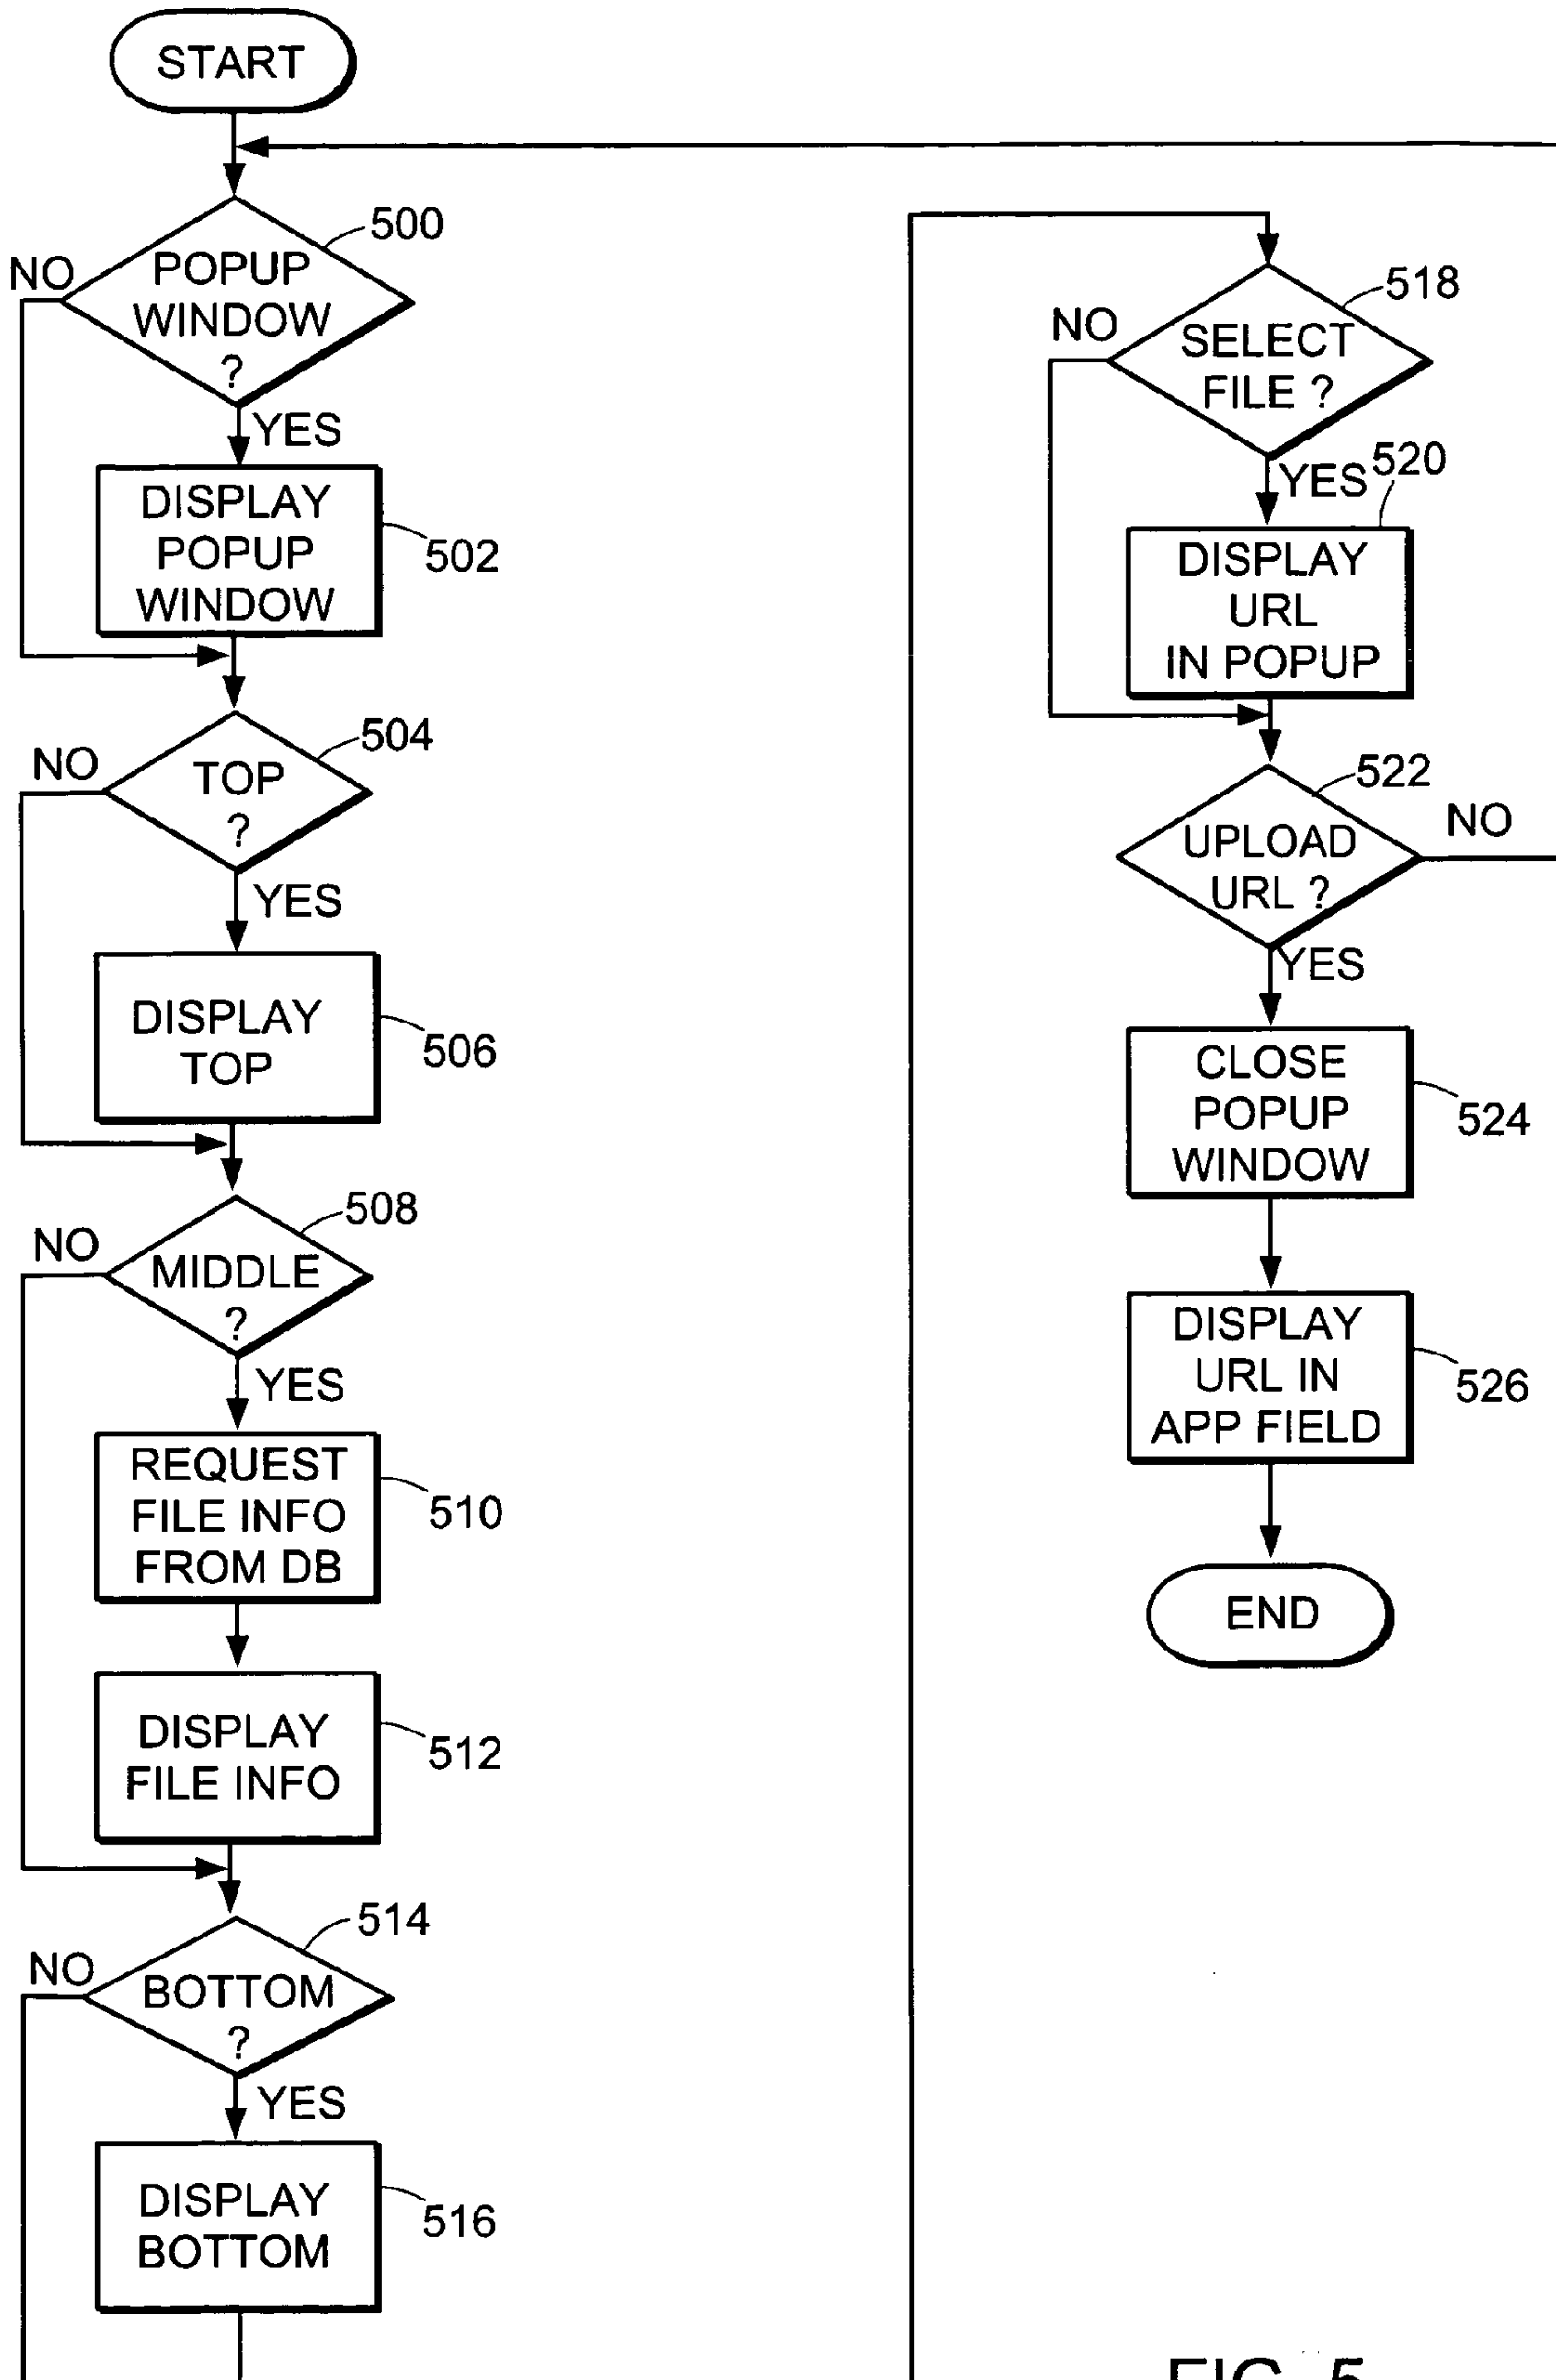 START
500
NO
POPUP
WINDOW
?
YES
DISPLAY
POPUP
WINDOW
502
504
NO
TOP
?
YES
DISPLAY
TOP
506
508
NO
MIDDLE
?
YES
REQUEST
FILE INFO
FROM DB
510
DISPLAY
FILE INFO
512
514
NO
BOTTOM
?
YES
DISPLAY
BOTTOM
516
518
NO
SELECT
FILE ?
YES
520
DISPLAY
URL
IN POPUP
522
NO
UPLOAD
URL ?
YES
CLOSE
POPUP
WINDOW
524
DISPLAY
URL IN
APP FIELD
526
END
FIG. 5